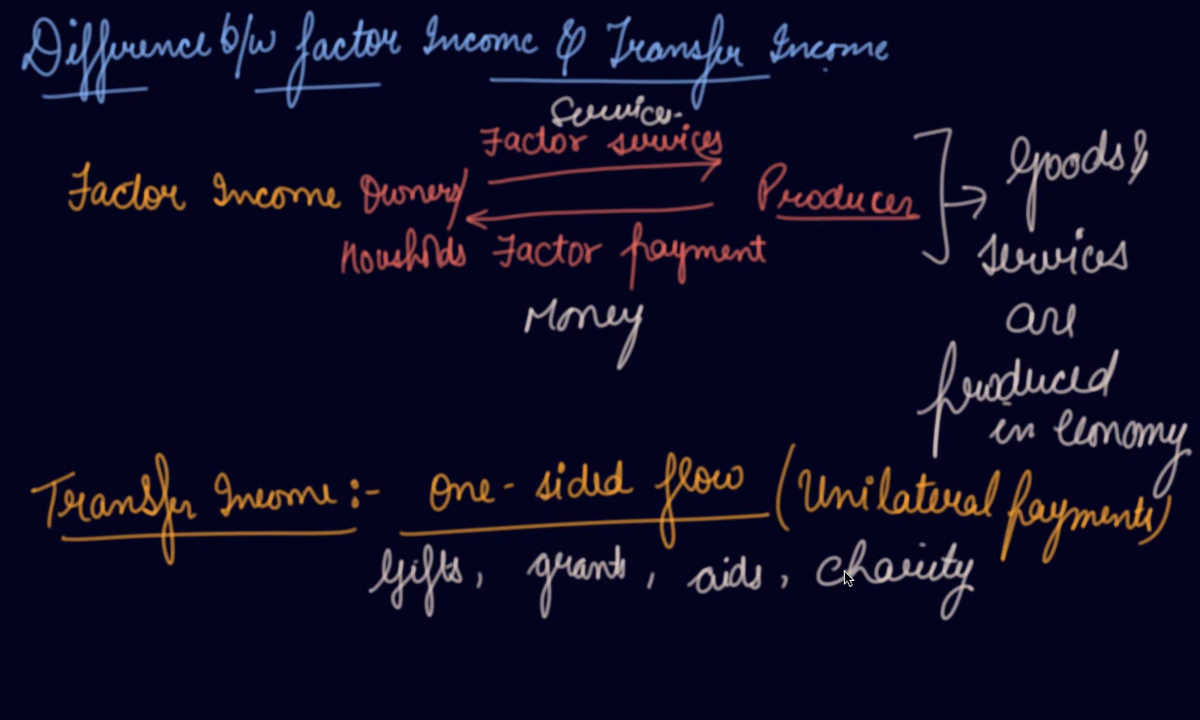 Difference b/w factor Income & Transfer Income
Service.
Factor services
Factor Income Owners/ Producer
Housholds Factor payment
Money
Goods &
services
are
produced
in economy
Transfer Income :- One-sided flow (Unilateral payments)
Gifts, grants, aids, charity